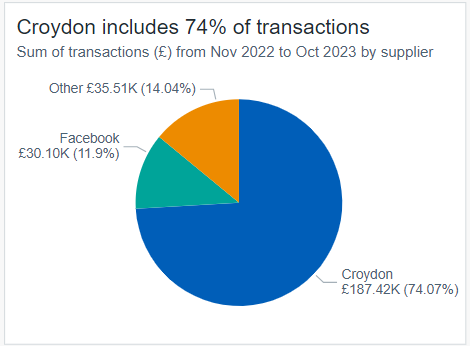 Croydon includes 74% of transactions
Sum of transactions (£) from Nov 2022 to Oct 2023 by supplier
Other £35.51K (14.04%)
Facebook
£30.10K (11.9%)
Croydon
£187.42K (74.07%)